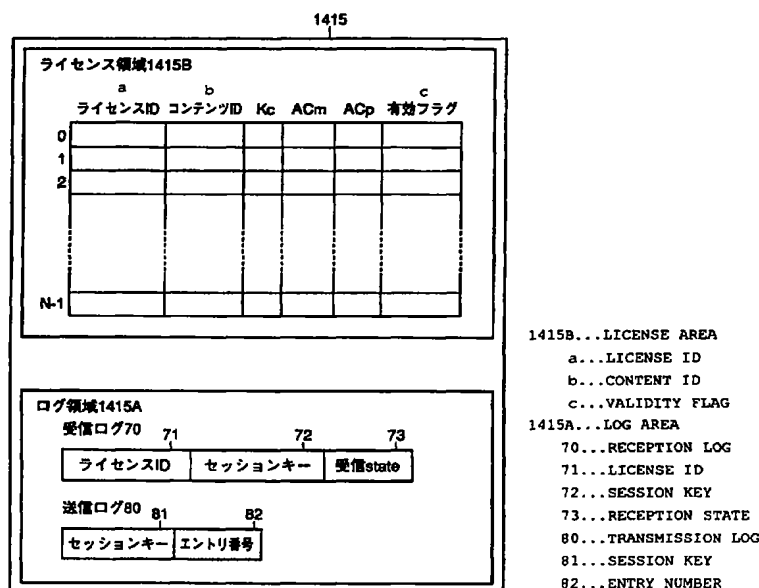 1415
ライセンス領域1415B
a b c
ライセンスID コンテンツID Kc ACm ACp 有効フラグ
0
1
2
N-1
ログ領域1415A
受信ログ70
71 72 73
ライセンスID セッションキー 受信state
送信ログ80
81 82
セッションキー エントリ番号
1415B...LICENSE AREA
a...LICENSE ID
b...CONTENT ID
c...VALIDITY FLAG
1415A...LOG AREA
70...RECEPTION LOG
71...LICENSE ID
72...SESSION KEY
73...RECEPTION STATE
80...TRANSMISSION LOG
81...SESSION KEY
82...ENTRY NUMBER